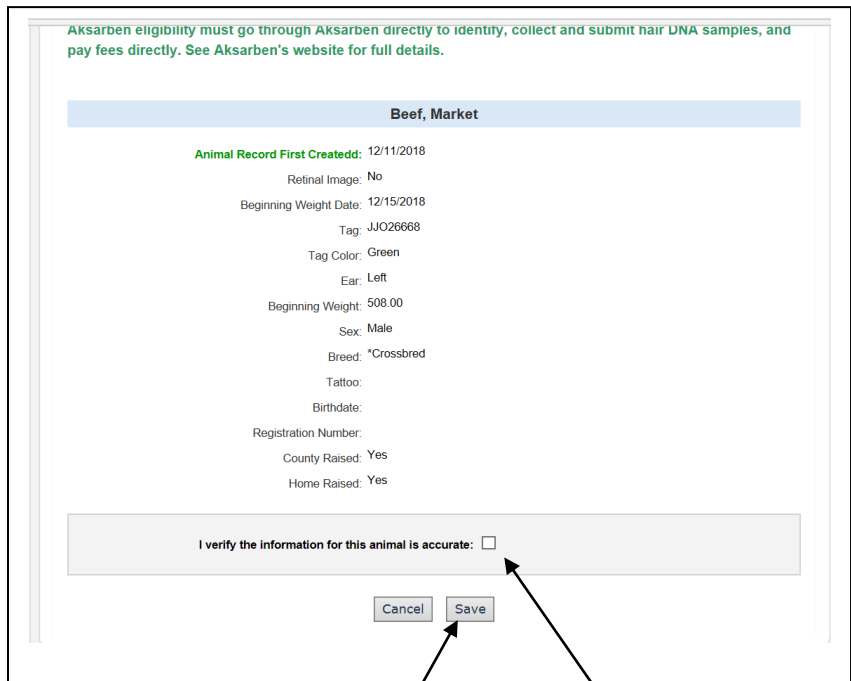 Aksarben eligibility must go through Aksarben directly to identify, collect and submit hair DNA samples, and
pay fees directly. See Aksarben's website for full details.
Beef, Market
Animal Record First Createdd: 12/11/2018
Retinal Image: No
Beginning Weight Date: 12/15/2018
Tag: JJO26668
Tag Color: Green
Ear: Left
Beginning Weight: 508.00
Sex: Male
Breed: *Crossbred
Tattoo:
Birthdate:
Registration Number:
County Raised: Yes
Home Raised: Yes
I verify the information for this animal is accurate:
Cancel Save